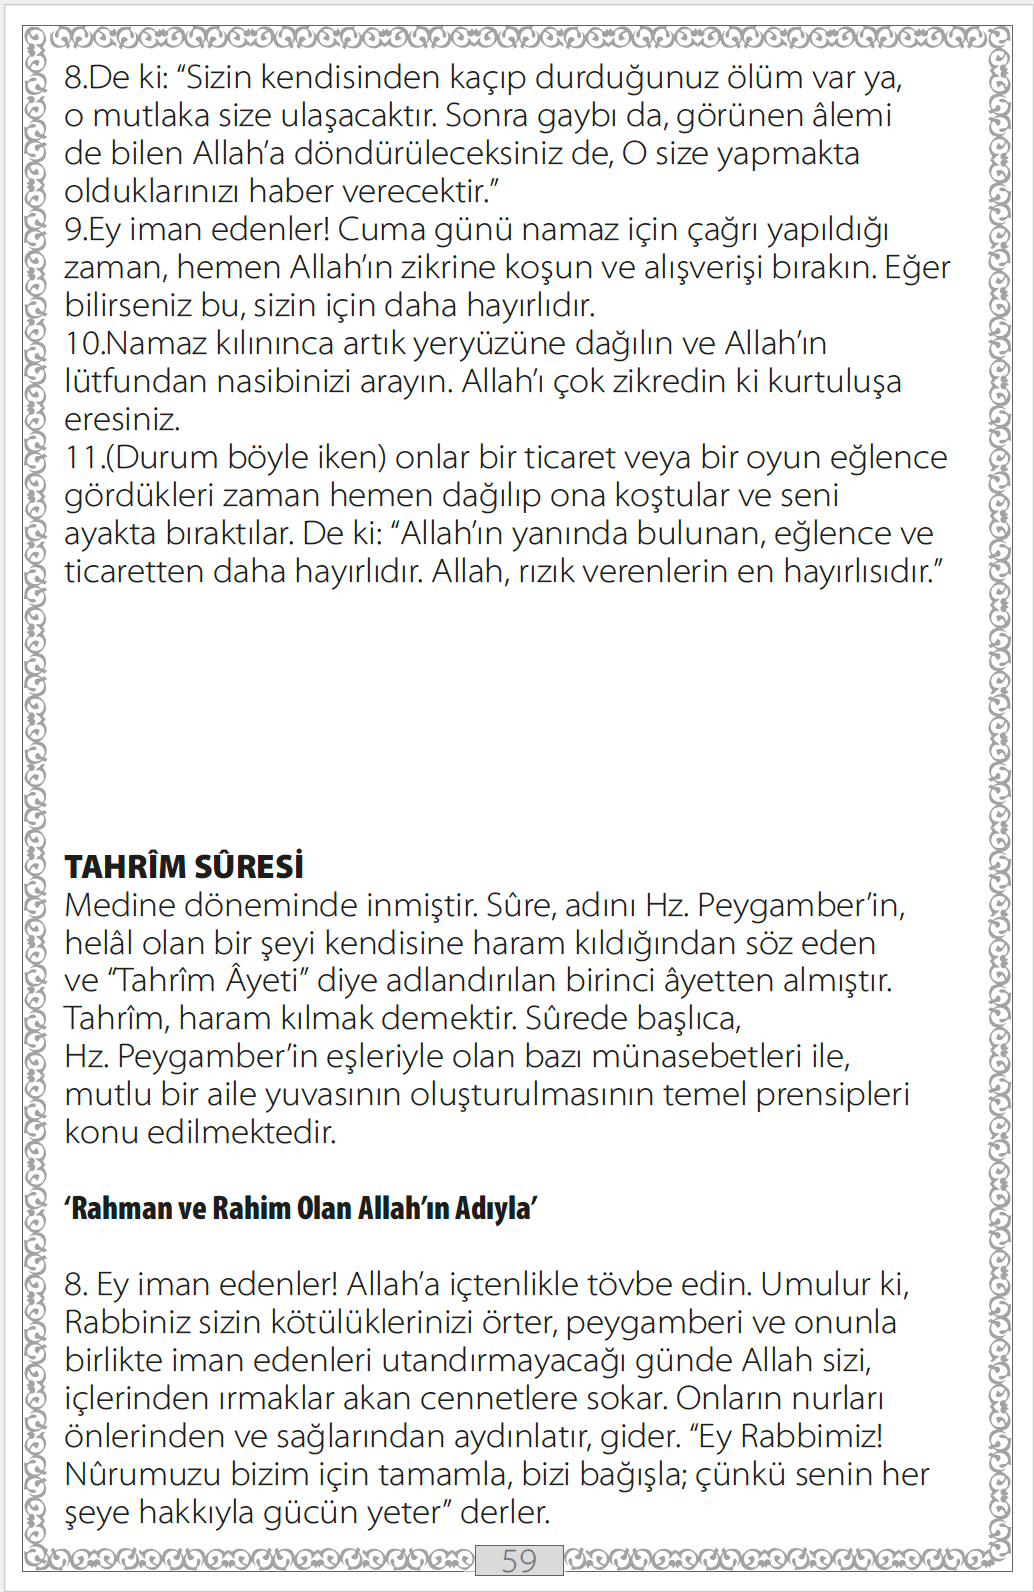 8.De ki: “Sizin kendisinden kaçıp durduğunuz ölüm var ya,
o mutlaka size ulaşacaktır. Sonra gaybı da, görünen âlemi
de bilen Allah’a döndürüleceksiniz de, O size yapmakta
olduklarınızı haber verecektir.”
9.Ey iman edenler! Cuma günü namaz için çağrı yapıldığı
zaman, hemen Allah’ın zikrine koşun ve alışverişi bırakın. Eğer
bilirseniz bu, sizin için daha hayırlıdır.
10.Namaz kılınınca artık yeryüzüne dağılın ve Allah’ın
lütfundan nasibinizi arayın. Allah’ı çok zikredin ki kurtuluşa
eresiniz.
11.(Durum böyle iken) onlar bir ticaret veya bir oyun eğlence
gördükleri zaman hemen dağılıp ona koştular ve seni
ayakta bıraktılar. De ki: “Allah’ın yanında bulunan, eğlence ve
ticaretten daha hayırlıdır. Allah, rızık verenlerin en hayırlısıdır.”
TAHRÎM SÛRESİ
Medine döneminde inmiştir. Sûre, adını Hz. Peygamber’in,
helâl olan bir şeyi kendisine haram kıldığından söz eden
ve “Tahrîm Âyeti” diye adlandırılan birinci âyetten almıştır.
Tahrîm, haram kılmak demektir. Sûrede başlıca,
Hz. Peygamber’in eşleriyle olan bazı münasebetleri ile,
mutlu bir aile yuvasının oluşturulmasının temel prensipleri
konu edilmektedir.
‘Rahman ve Rahim Olan Allah’ın Adıyla’
8. Ey iman edenler! Allah’a içtenlikle tövbe edin. Umulur ki,
Rabbiniz sizin kötülüklerinizi örter, peygamberi ve onunla
birlikte iman edenleri utandırmayacağı günde Allah sizi,
içlerinden ırmaklar akan cennetlere sokar. Onların nurları
önlerinden ve sağlarından aydınlatır, gider. “Ey Rabbimiz!
Nûrumuzu bizim için tamamla, bizi bağışla; çünkü senin her
şeye hakkıyla gücün yeter” derler.
59